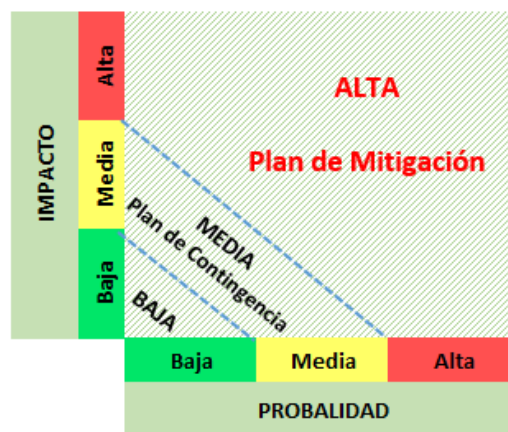 IMPACTO
Alta
Media
Baja
ALTA
Plan de Mitigación
MEDIA
Plan de Contingencia
BAJA
Baja
Media
Alta
PROBALIDAD